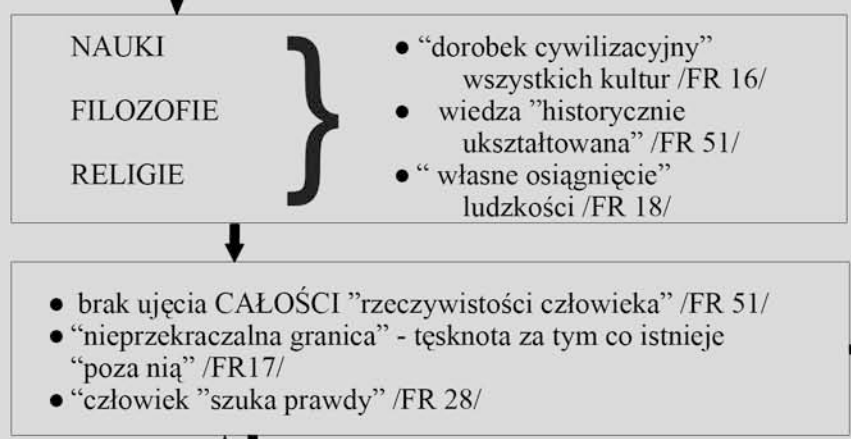 NAUKI
FILOZOFIE
RELIGIE
}
● “dorobek cywilizacyjny”
wszystkich kultur /FR 16/
● wiedza ”historycznie
ukształtowana” /FR 51/
● “ własne osiągnięcie”
ludzkości /FR 18/
● brak ujęcia CAŁOŚCI ”rzeczywistości człowieka” /FR 51/
● “nieprzekraczalna granica” - tęsknota za tym co istnieje
“poza nią” /FR17/
● “człowiek ”szuka prawdy” /FR 28/